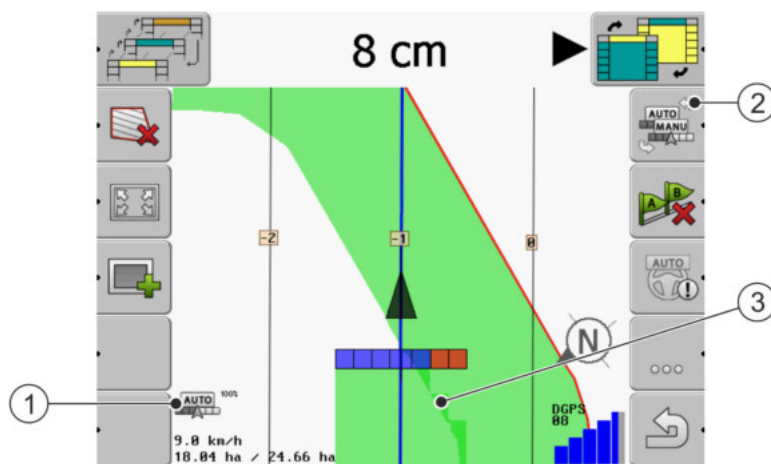 8 cm
2
AUTO
MANU
A B
-2
-1
0
AUTO
3
N
1
AUTO 100%
DGPS
08
9.0 km/h
18.04 ha / 24.66 ha